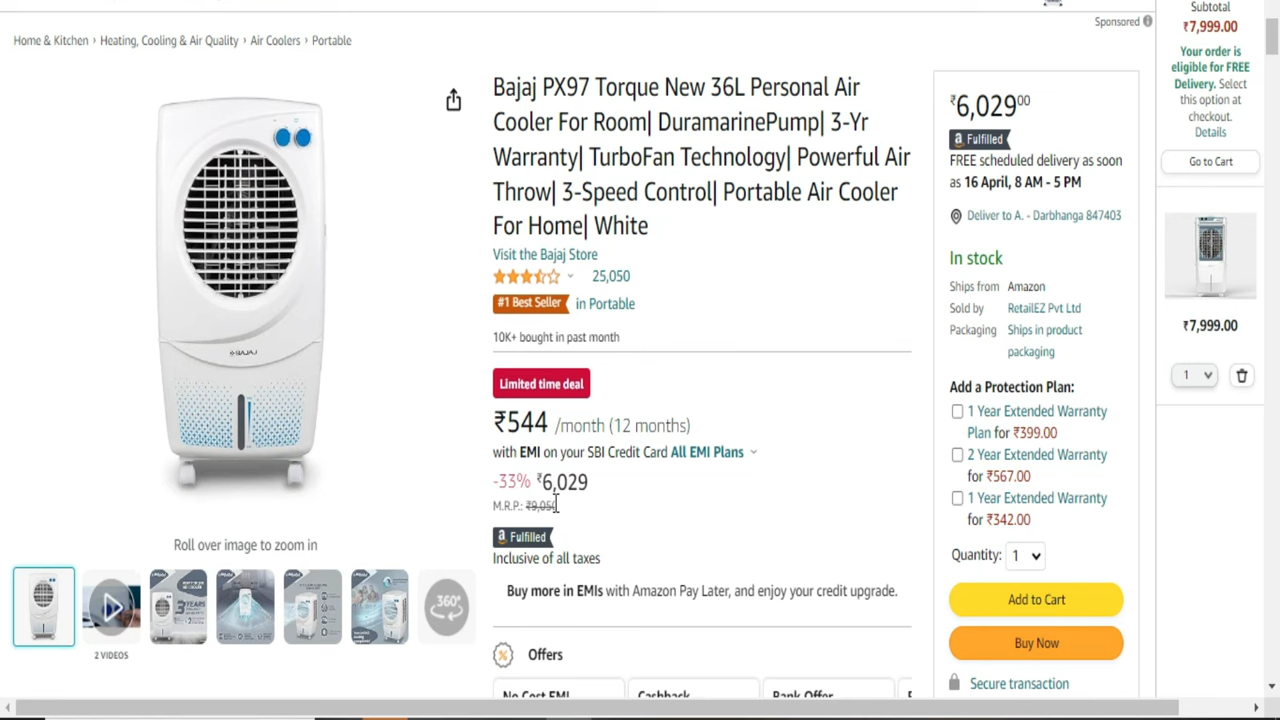 Sponsored
Home & Kitchen › Heating, Cooling & Air Quality › Air Coolers › Portable
BAJAJ
Roll over image to zoom in
360°
2 VIDEOS
Bajaj PX97 Torque New 36L Personal Air
Cooler For Room| DuramarinePump| 3-Yr
Warranty| TurboFan Technology| Powerful Air
Throw| 3-Speed Control| Portable Air Cooler
For Home| White
Visit the Bajaj Store
25,050
#1 Best Seller in Portable
10K+ bought in past month
Limited time deal
₹544 /month (12 months)
with EMI on your SBI Credit Card All EMI Plans
-33% ₹6,029
M.R.P.: ₹9,050
Fulfilled
Inclusive of all taxes
Buy more in EMIs with Amazon Pay Later, and enjoy your credit upgrade.
Offers
No Cost EMI Cashback Bank Offer
₹6,029.00
Fulfilled
FREE scheduled delivery as soon
as 16 April, 8 AM - 5 PM
Deliver to A. - Darbhanga 847403
In stock
Ships from Amazon
Sold by RetailEZ Pvt Ltd
Packaging Ships in product
packaging
Add a Protection Plan:
1 Year Extended Warranty
Plan for ₹399.00
2 Year Extended Warranty
for ₹567.00
1 Year Extended Warranty
for ₹342.00
Quantity: 1
Add to Cart
Buy Now
Secure transaction
Subtotal
₹7,999.00
Your order is
eligible for FREE
Delivery. Select
this option at
checkout.
Details
Go to Cart
₹7,999.00
1